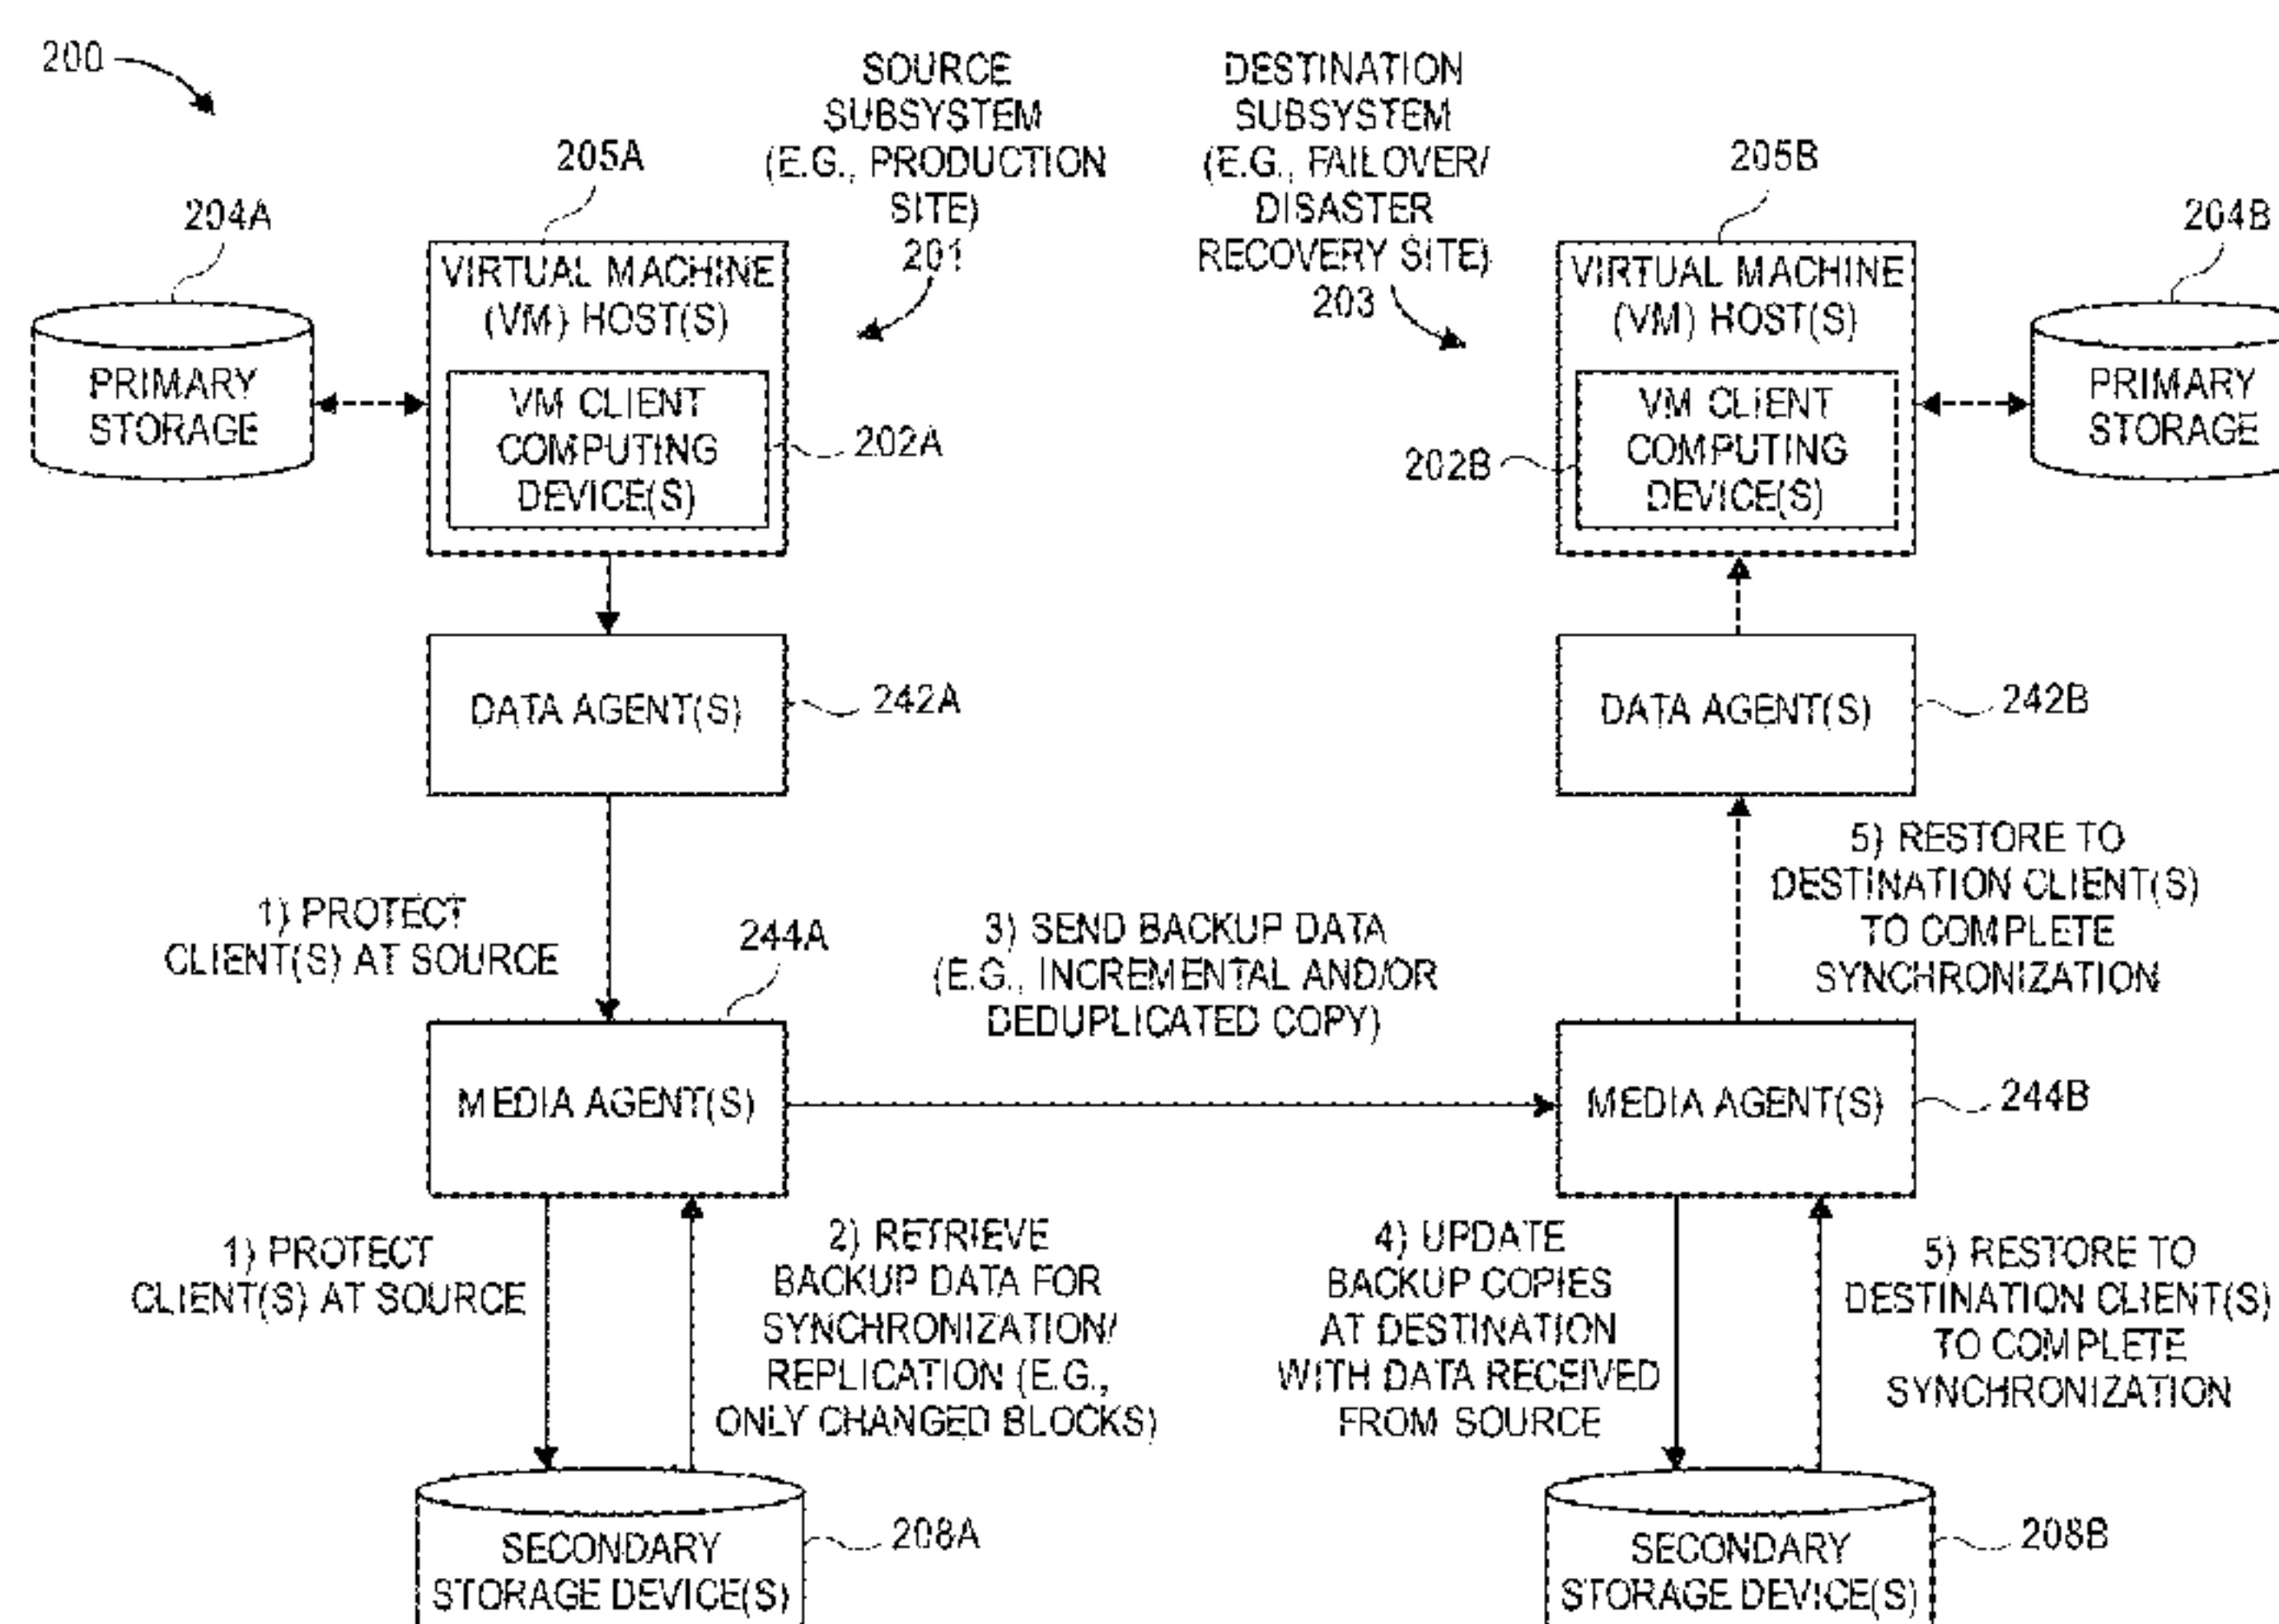 200
SOURCE
SUBSYSTEM
(E.G., PRODUCTION
SITE)
201
DESTINATION
SUBSYSTEM
(E.G., FAILOVER/
DISASTER
RECOVERY SITE)
203
205A
204A
VIRTUAL MACHINE
(VM) HOST(S)
PRIMARY
STORAGE
VM CLIENT
COMPUTING
DEVICE(S)
202A
205B
204B
VIRTUAL MACHINE
(VM) HOST(S)
VM CLIENT
COMPUTING
DEVICE(S)
202B
PRIMARY
STORAGE
DATA AGENT(S)
242A
DATA AGENT(S)
242B
1) PROTECT
CLIENT(S) AT SOURCE
244A
3) SEND BACKUP DATA
(E.G., INCREMENTAL AND/OR
DEDUPLICATED COPY)
5) RESTORE TO
DESTINATION CLIENT(S)
TO COMPLETE
SYNCHRONIZATION
MEDIA AGENT(S)
MEDIA AGENT(S)
244B
1) PROTECT
CLIENT(S) AT SOURCE
2) RETRIEVE
BACKUP DATA FOR
SYNCHRONIZATION/
REPLICATION (E.G.,
ONLY CHANGED BLOCKS)
4) UPDATE
BACKUP COPIES
AT DESTINATION
WITH DATA RECEIVED
FROM SOURCE
5) RESTORE TO
DESTINATION CLIENT(S)
TO COMPLETE
SYNCHRONIZATION
SECONDARY
STORAGE DEVICE(S)
208A
SECONDARY
STORAGE DEVICE(S)
208B